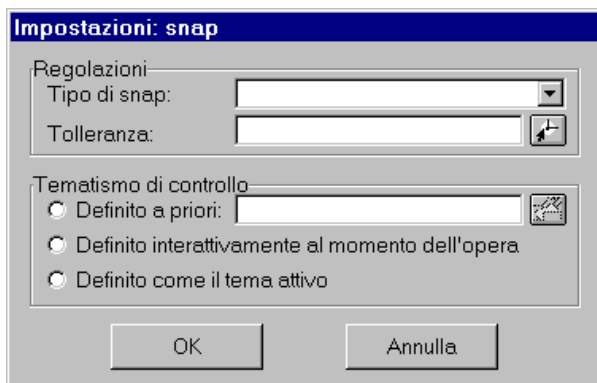 Impostazioni: snap
Regolazioni
Tipo di snap:
Tolleranza:
Tematismo di controllo
Definito a priori:
Definito interattivamente al momento dell'opera
Definito come il tema attivo
OK Annulla